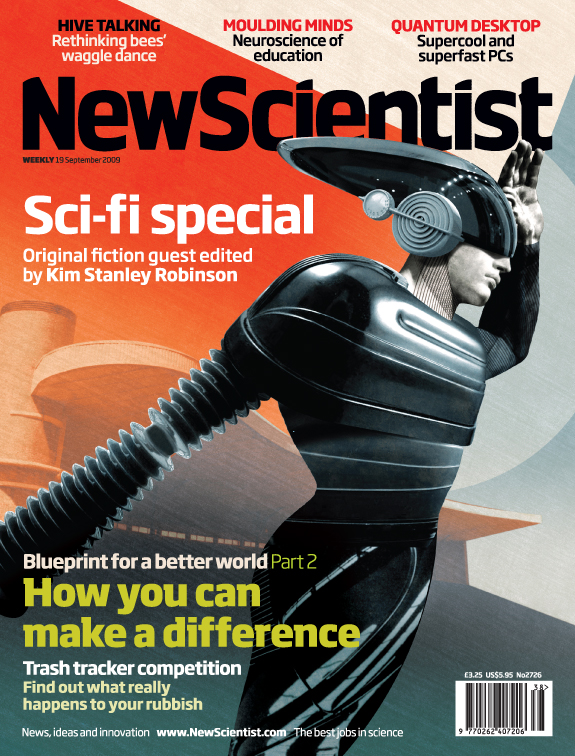 HIVE TALKING
Rethinking bees'
waggle dance
MOULDING MINDS
Neuroscience of
education
QUANTUM DESKTOP
Supercool and
superfast PCs
NewScientist
WEEKLY 19 September 2009
Sci-fi special
Original fiction guest edited
by Kim Stanley Robinson
Blueprint for a better world Part 2
How you can
make a difference
Trash tracker competition
Find out what really
happens to your rubbish
£3.25 US$5.95 No2726
38>
9 770262 407206
News, ideas and innovation www.NewScientist.com The best jobs in science